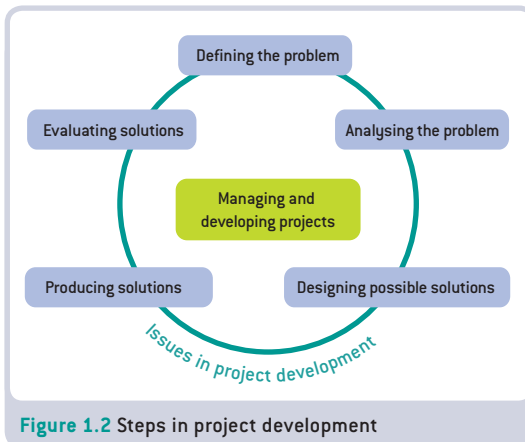 Defining the problem
Evaluating solutions
Analysing the problem
Managing and
developing projects
Producing solutions
Designing possible solutions
Issues in project development
Figure 1.2 Steps in project development